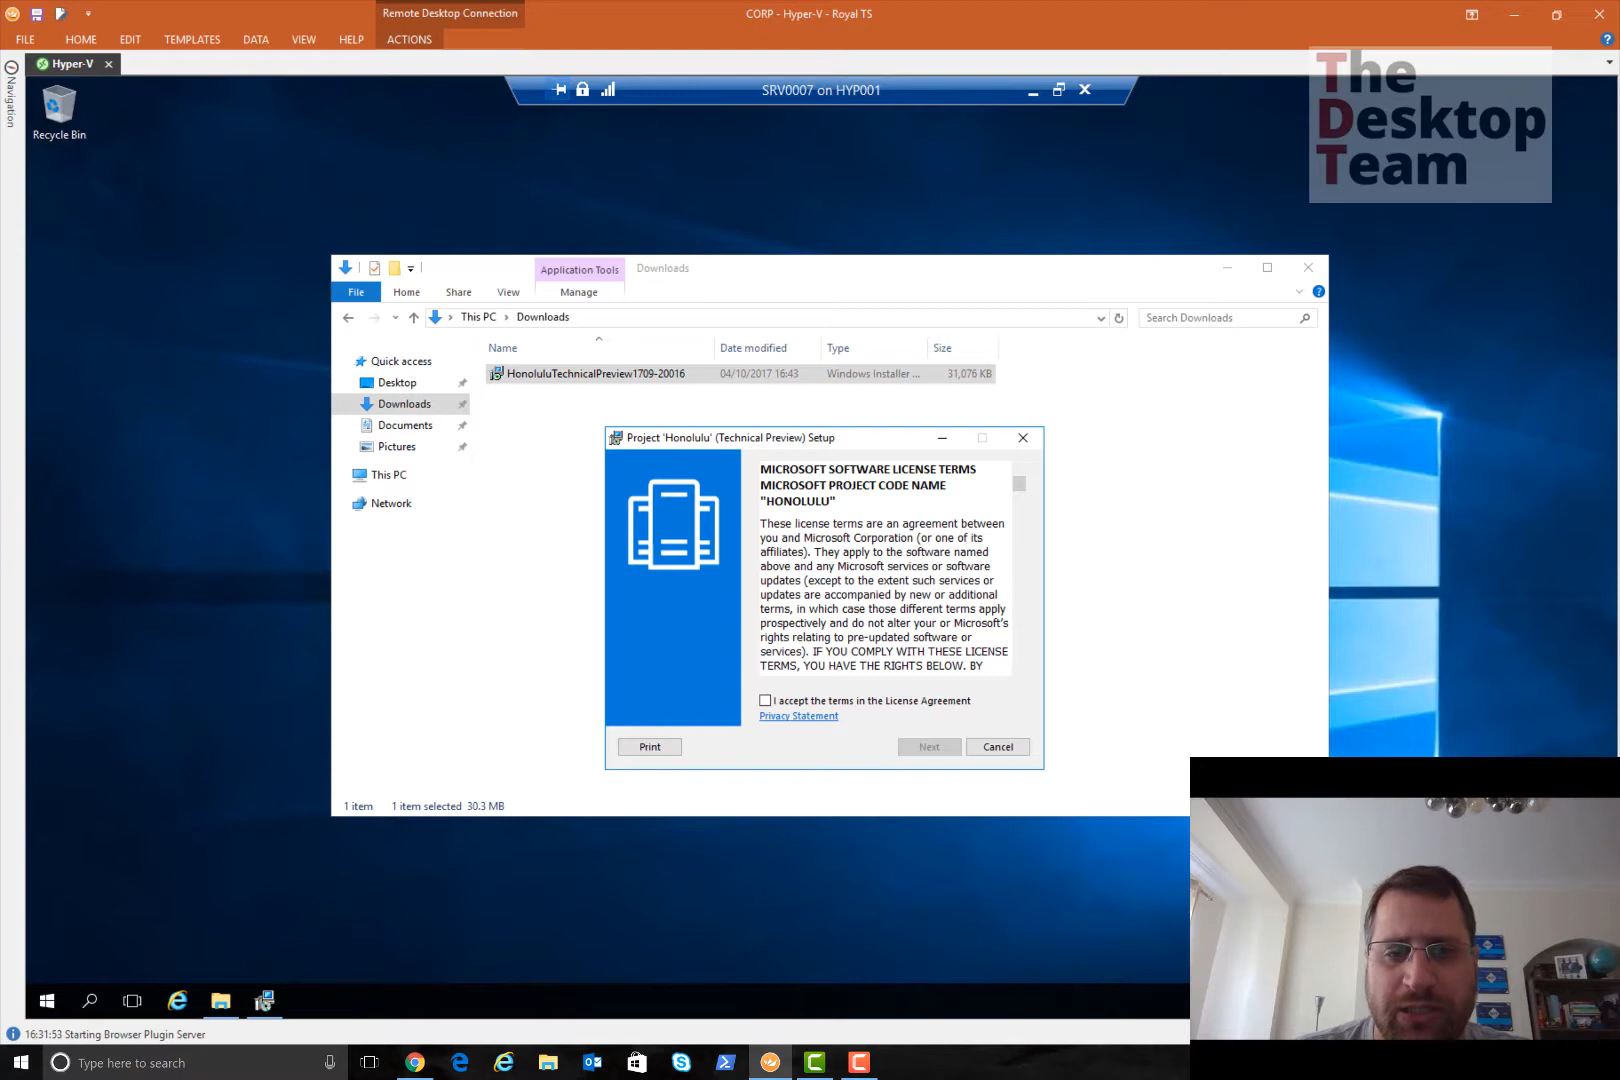 Remote Desktop Connection
CORP - Hyper-V - Royal TS
FILE HOME EDIT TEMPLATES DATA VIEW HELP ACTIONS
Hyper-V
Navigation
SRV0007 on HYP001
The
Desktop
Team
Recycle Bin
Application Tools Downloads
File Home Share View Manage
This PC Downloads Search Downloads
Name Date modified Type Size
HonoluluTechnicalPreview1709-20016 04/10/2017 16:43 Windows Installer ... 31,076 KB
Quick access
Desktop
Downloads
Documents
Pictures
This PC
Network
Project 'Honolulu' (Technical Preview) Setup
MICROSOFT SOFTWARE LICENSE TERMS
MICROSOFT PROJECT CODE NAME
"HONOLULU"
These license terms are an agreement between
you and Microsoft Corporation (or one of its
affiliates). They apply to the software named
above and any Microsoft services or software
updates (except to the extent such services or
updates are accompanied by new or additional
terms, in which case those different terms apply
prospectively and do not alter your or Microsoft's
rights relating to pre-updated software or
services). IF YOU COMPLY WITH THESE LICENSE
TERMS, YOU HAVE THE RIGHTS BELOW. BY
I accept the terms in the License Agreement
Privacy Statement
Print Next Cancel
1 item 1 item selected 30.3 MB
16:31:53 Starting Browser Plugin Server
Type here to search